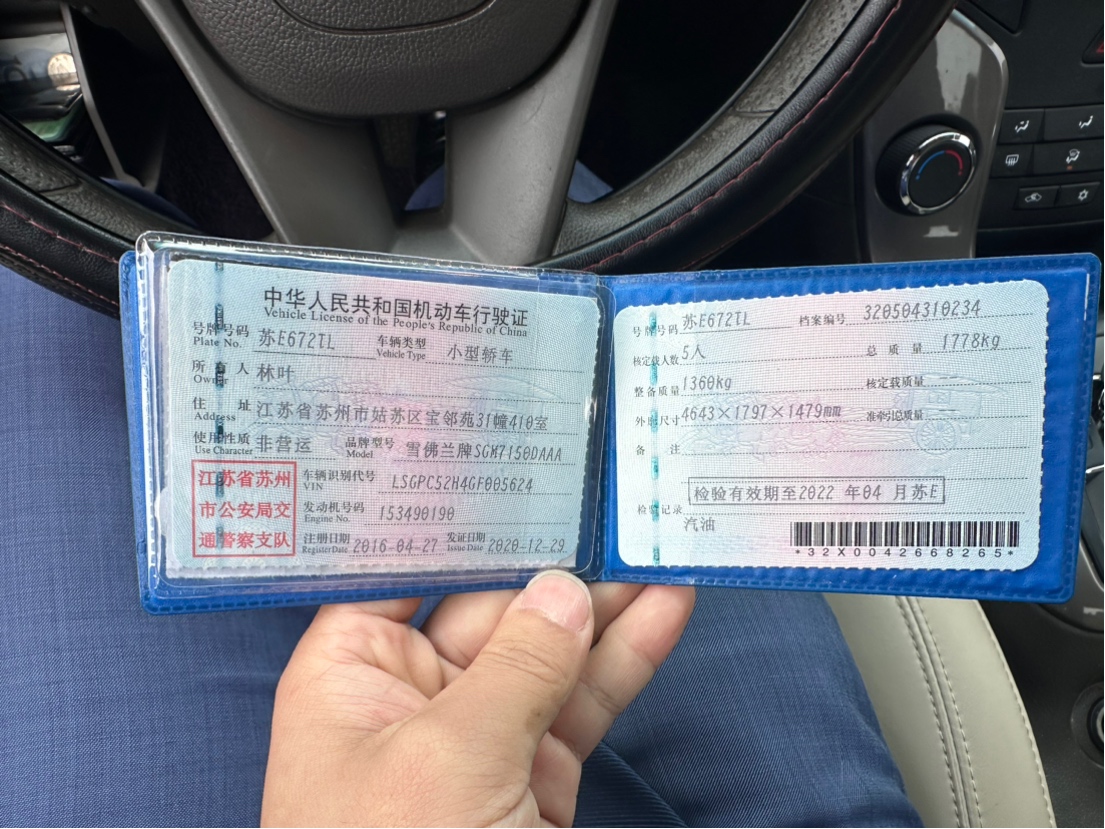 中华人民共和国机动车行驶证
Vehicle License of the People's Republic of China
号牌号码 Plate No. 苏E672TL 车辆类型 Vehicle Type 小型轿车
所有人 Owner 林叶
住址 Address 江苏省苏州市姑苏区宝邻苑31幢410室
使用性质 Use Character 非营运 品牌型号 Model 雪佛兰牌SGM7150DAAA
江苏省苏州
市公安局交
通警察支队
车辆识别代号 VIN LSGPC52H4GF005624
发动机号码 Engine No. 153490190
注册日期 Register Date 2016-04-27 发证日期 Issue Date 2020-12-29
号牌号码 苏E672TL 档案编号 320504310234
核定载人数 5人 总质量 1778kg
整备质量 1360kg 核定载质量
外廓尺寸 4643×1797×1479mm 准牵引总质量
备注
检验有效期至2022年04月苏E
检验记录
汽油
*32X0042668265*